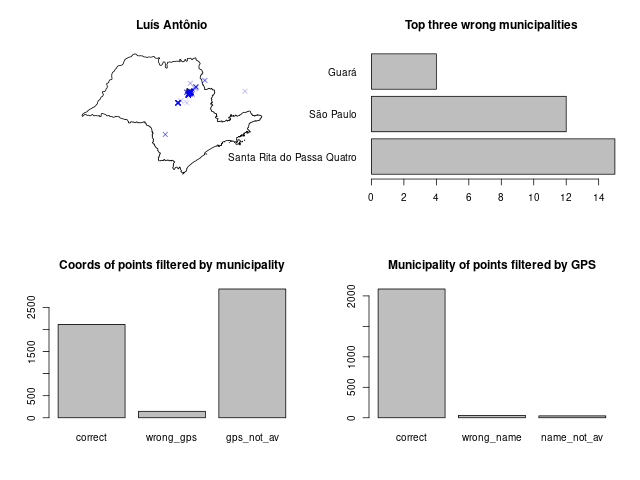 Luís Antônio
Top three wrong municipalities
Guará
São Paulo
Santa Rita do Passa Quatro
0 2 4 6 8 10 12 14
Coords of points filtered by municipality
2500
1500
500
0
correct wrong_gps gps_not_av
Municipality of points filtered by GPS
2000
1000
500
0
correct wrong_name name_not_av